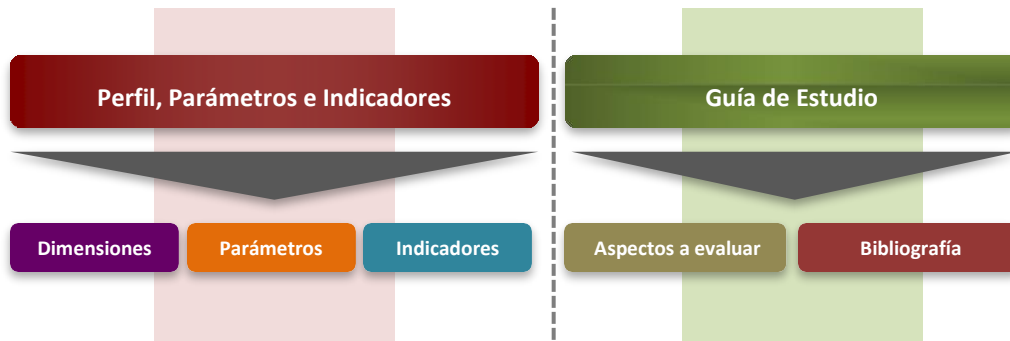 Perfil, Parámetros e Indicadores
Guía de Estudio
Dimensiones
Parámetros
Indicadores
Aspectos a evaluar
Bibliografía